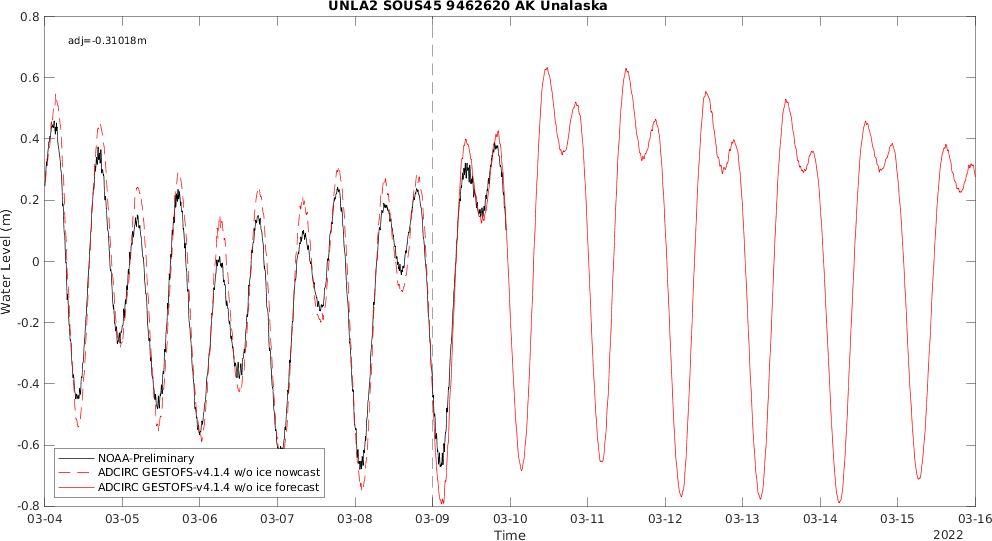 UNLA2 SOUS45 9462620 AK Unalaska
adj=-0.31018m
0.8
0.6
0.4
0.2
0
-0.2
-0.4
-0.6
-0.8
Water Level (m)
NOAA-Preliminary
ADCIRC GESTOFS-v4.1.4 w/o ice nowcast
ADCIRC GESTOFS-v4.1.4 w/o ice forecast
03-04 03-05 03-06 03-07 03-08 03-09 03-10 03-11 03-12 03-13 03-14 03-15 03-16
Time
2022